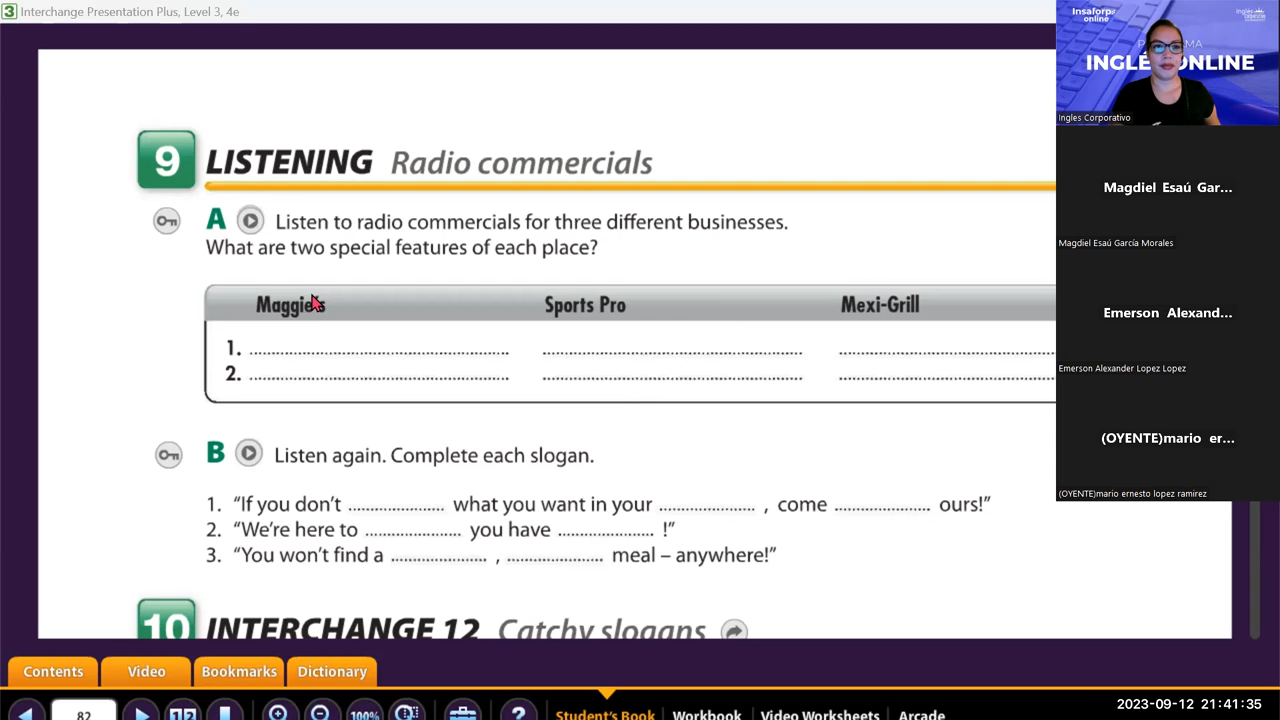 Interchange Presentation Plus, Level 3, 4e
Insaforp
online
INGLÉS ONLINE
Ingles Corporativo
9 LISTENING Radio commercials
A Listen to radio commercials for three different businesses.
What are two special features of each place?
Maggie's Sports Pro Mexi-Grill
1. ........................................ ........................................ ........................................
2. ........................................ ........................................ ........................................
B Listen again. Complete each slogan.
1. “If you don’t .................... what you want in your .................... , come .................... ours!”
2. “We’re here to .................... you have .................... !”
3. “You won’t find a .................... , .................... meal – anywhere!”
10 INTERCHANGE 12 Catchy slogans
Magdiel Esaú Gar...
Magdiel Esaú García Morales
Emerson Alexand...
Emerson Alexander Lopez Lopez
(OYENTE)mario er...
(OYENTE)mario ernesto lopez ramirez
Contents Video Bookmarks Dictionary
82 100% ? Student's Book Workbook Video Worksheets Arcade
2023-09-12 21:41:35